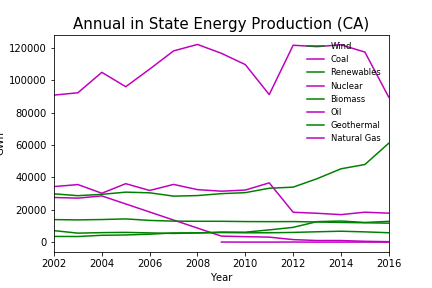 Annual in State Energy Production (CA)
120000
100000
80000
60000
40000
20000
0
2002
2004
2006
2008
2010
2012
2014
2016
Year
Wind
Coal
Renewables
Nuclear
Biomass
Oil
Geothermal
Natural Gas